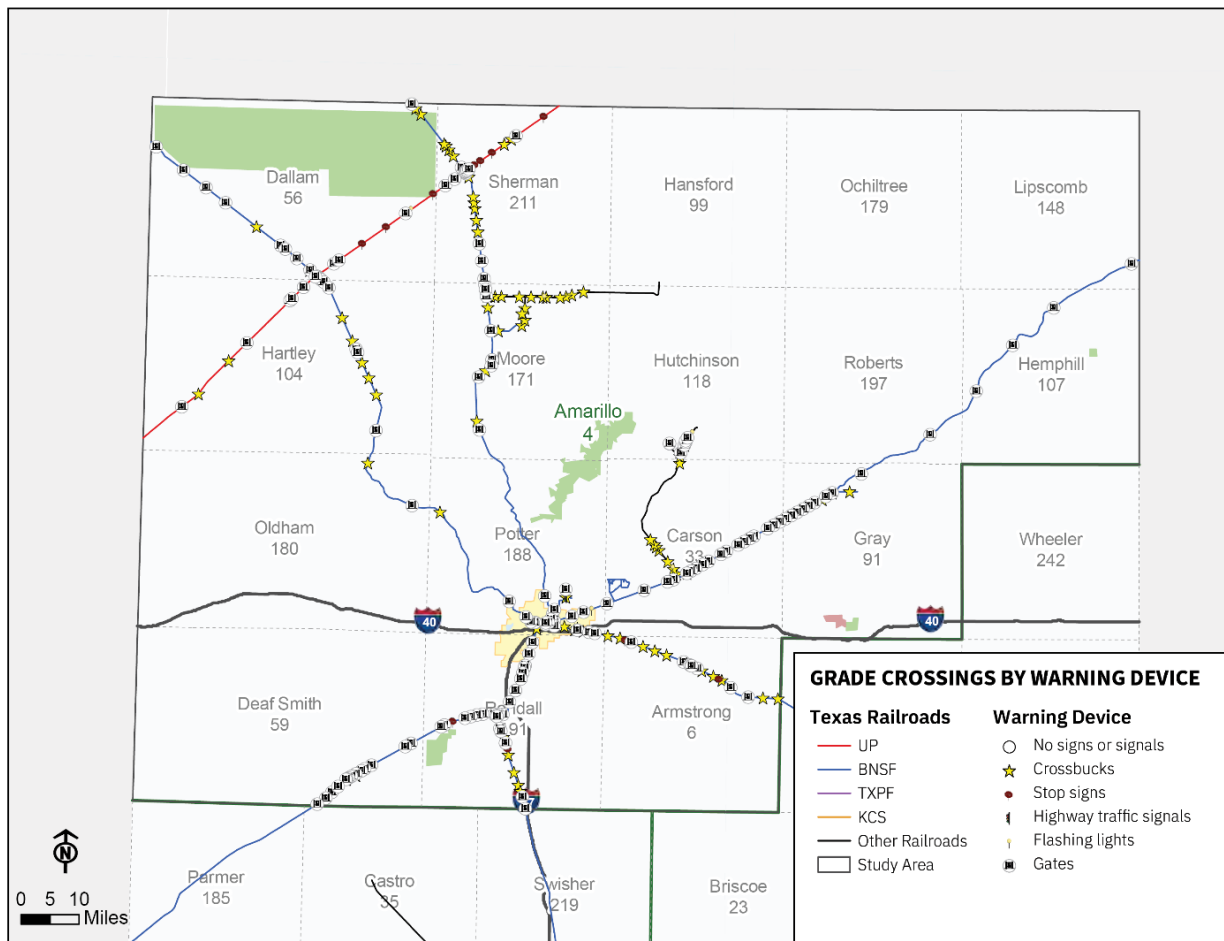 Dallam
56
Sherman
211
Hansford
99
Ochiltree
179
Lipscomb
148
Hartley
104
Moore
171
Hutchinson
118
Roberts
197
Hemphill
107
Amarillo
4
Oldham
180
Potter
188
Carson
33
Gray
91
Wheeler
242
40
40
Deaf Smith
59
Randall
191
Armstrong
6
Parmer
185
Castro
35
Swisher
219
Briscoe
23
N
0 5 10
Miles
GRADE CROSSINGS BY WARNING DEVICE
Texas Railroads
UP
BNSF
TXPF
KCS
Other Railroads
Study Area
Warning Device
No signs or signals
Crossbucks
Stop signs
Highway traffic signals
Flashing lights
Gates